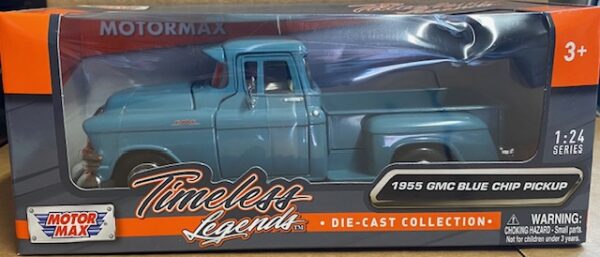 MOTORMAX
3+
1:24
SERIES
1955 GMC BLUE CHIP PICKUP
Timeless
Legends™
• DIE-CAST COLLECTION •
MOTOR
MAX
⚠ WARNING:
CHOKING HAZARD - Small parts.
Not for children under 3 years.